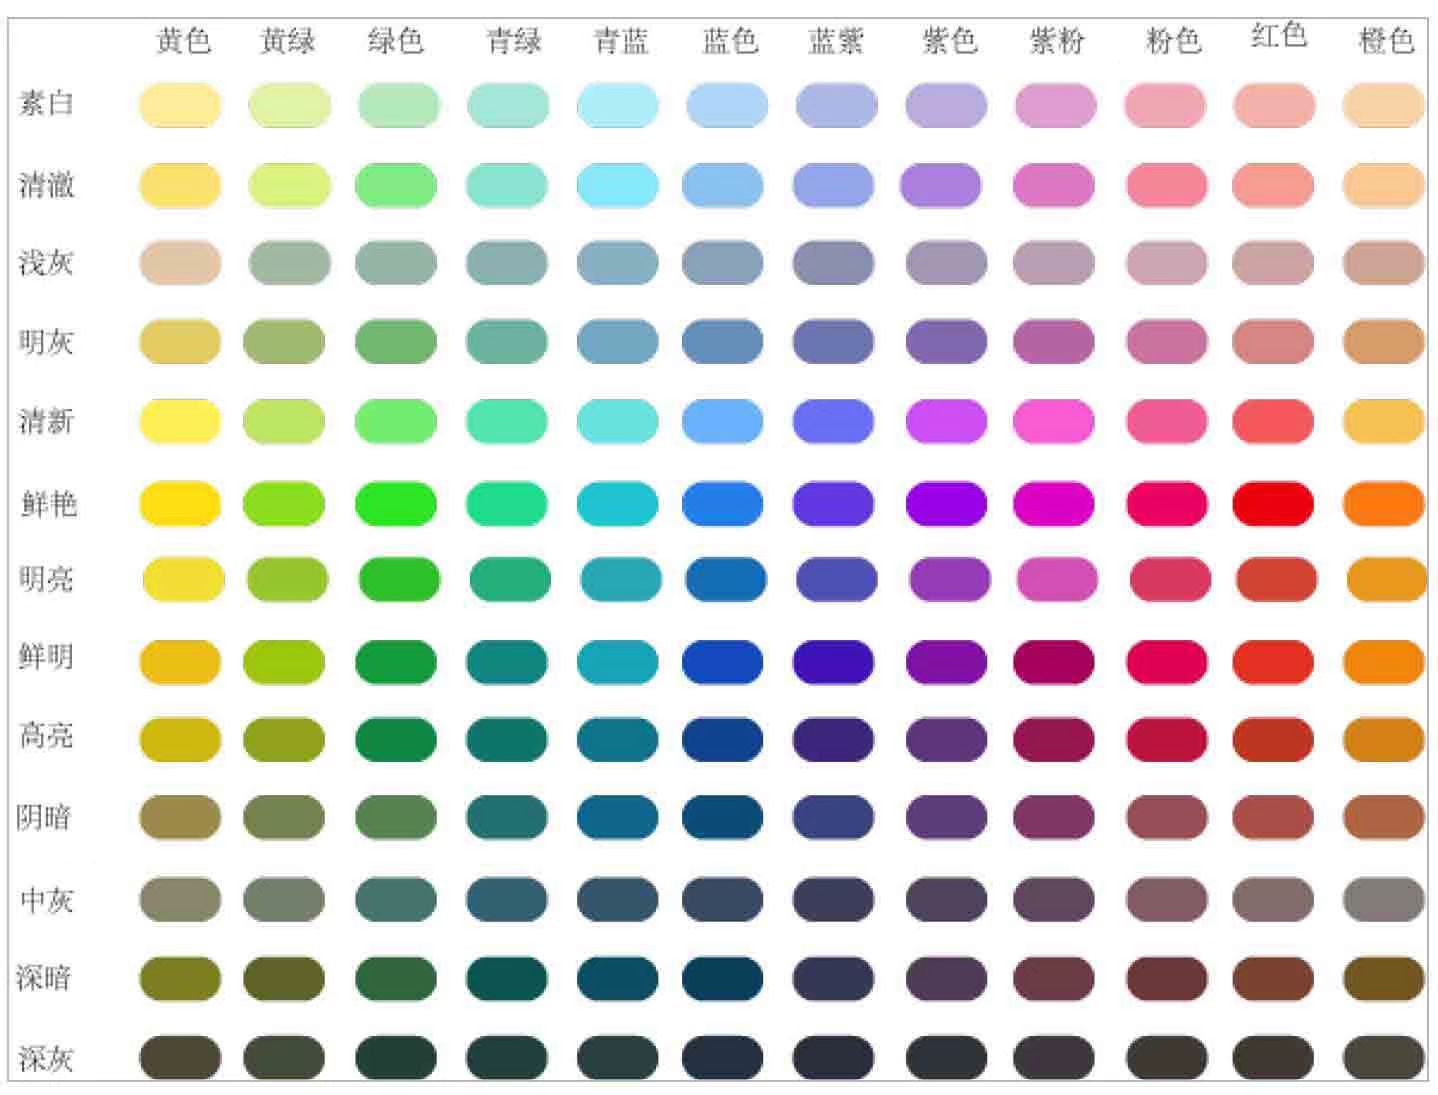 黄色 黄绿 绿色 青绿 青蓝 蓝色 蓝紫 紫色 紫粉 粉色 红色 橙色
素白
清澈
浅灰
明灰
清新
鲜艳
明亮
鲜明
高亮
阴暗
中灰
深暗
深灰